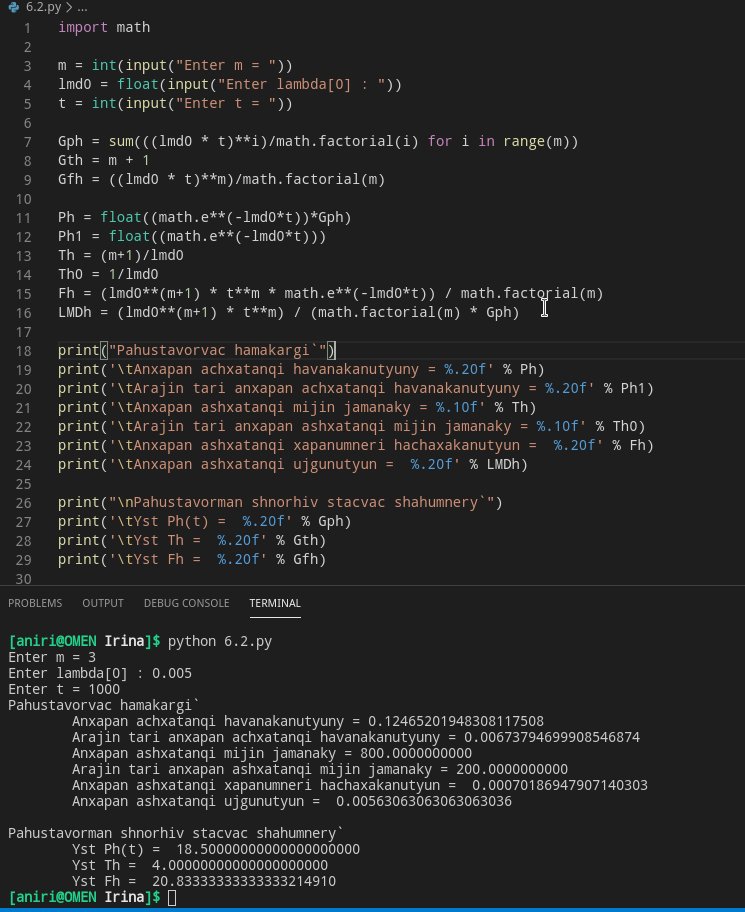 6.2.py > ...
1 import math
2
3 m = int(input("Enter m = "))
4 lmd0 = float(input("Enter lambda[0] : "))
5 t = int(input("Enter t = "))
6
7 Gph = sum(((lmd0 * t)**i)/math.factorial(i) for i in range(m))
8 Gth = m + 1
9 Gfh = ((lmd0 * t)**m)/math.factorial(m)
10
11 Ph = float((math.e**(-lmd0*t))*Gph)
12 Ph1 = float((math.e**(-lmd0*t)))
13 Th = (m+1)/lmd0
14 Th0 = 1/lmd0
15 Fh = (lmd0**(m+1) * t**m * math.e**(-lmd0*t)) / math.factorial(m)
16 LMDh = (lmd0**(m+1) * t**m) / (math.factorial(m) * Gph)
17
18 print("Pahustavorvac hamakargi`")
19 print('\tAnxapan achxatanqi havanakanutyuny = %.20f' % Ph)
20 print('\tArajin tari anxapan achxatanqi havanakanutyuny = %.20f' % Ph1)
21 print('\tAnxapan ashxatanqi mijin jamanaky = %.10f' % Th)
22 print('\tArajin tari anxapan ashxatanqi mijin jamanaky = %.10f' % Th0)
23 print('\tAnxapan ashxatanqi xapanumneri hachaxakanutyun =  %.20f' % Fh)
24 print('\tAnxapan ashxatanqi ujgunutyun =  %.20f' % LMDh)
25
26 print("\nPahustavorman shnorhiv stacvac shahumnery`")
27 print('\tYst Ph(t) =  %.20f' % Gph)
28 print('\tYst Th =  %.20f' % Gth)
29 print('\tYst Fh =  %.20f' % Gfh)
30
PROBLEMS OUTPUT DEBUG CONSOLE TERMINAL
[aniri@OMEN Irina]$ python 6.2.py
Enter m = 3
Enter lambda[0] : 0.005
Enter t = 1000
Pahustavorvac hamakargi`
Anxapan achxatanqi havanakanutyuny = 0.12465201948308117508
Arajin tari anxapan achxatanqi havanakanutyuny = 0.00673794699908546874
Anxapan ashxatanqi mijin jamanaky = 800.0000000000
Arajin tari anxapan ashxatanqi mijin jamanaky = 200.0000000000
Anxapan ashxatanqi xapanumneri hachaxakanutyun =  0.00070186947907140303
Anxapan ashxatanqi ujgunutyun =  0.00563063063063063036
Pahustavorman shnorhiv stacvac shahumnery`
Yst Ph(t) =  18.50000000000000000000
Yst Th =  4.00000000000000000000
Yst Fh =  20.83333333333333214910
[aniri@OMEN Irina]$